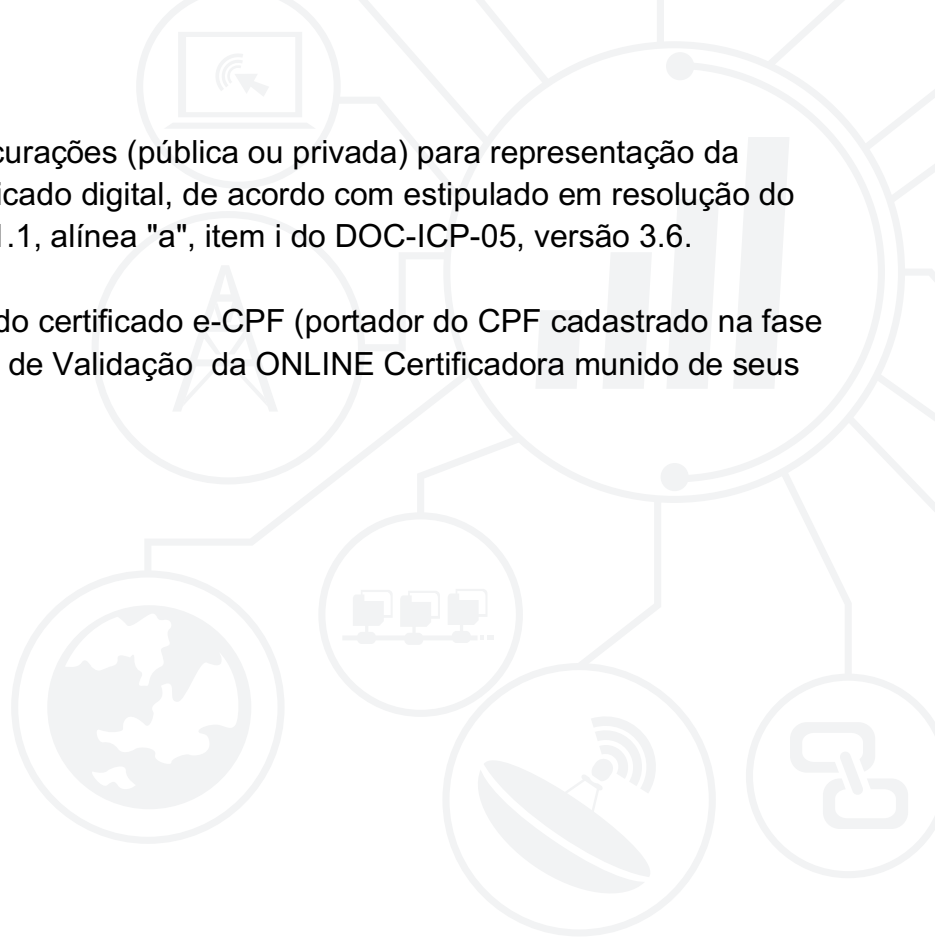 curações (pública ou privada) para representação da
icado digital, de acordo com estipulado em resolução do
.1, alínea "a", item i do DOC-ICP-05, versão 3.6.
do certificado e-CPF (portador do CPF cadastrado na fase
de Validação da ONLINE Certificadora munido de seus